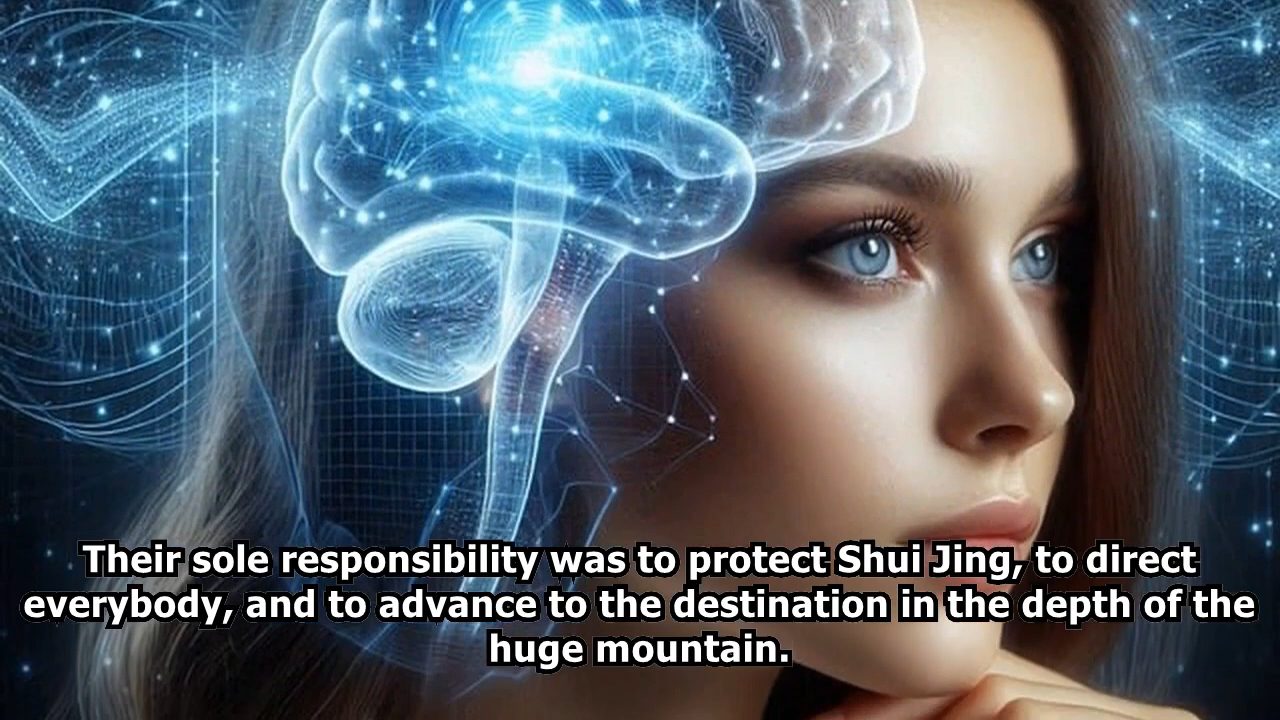 Their sole responsibility was to protect Shui Jing, to direct
everybody, and to advance to the destination in the depth of the
huge mountain.